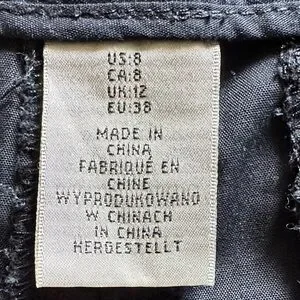 US:8
CA:8
UK:12
EU:38
MADE IN
CHINA
FABRIQUÉ EN
CHINE
WYPRODUKOWANO
W CHINACH
IN CHINA
HERGESTELLT